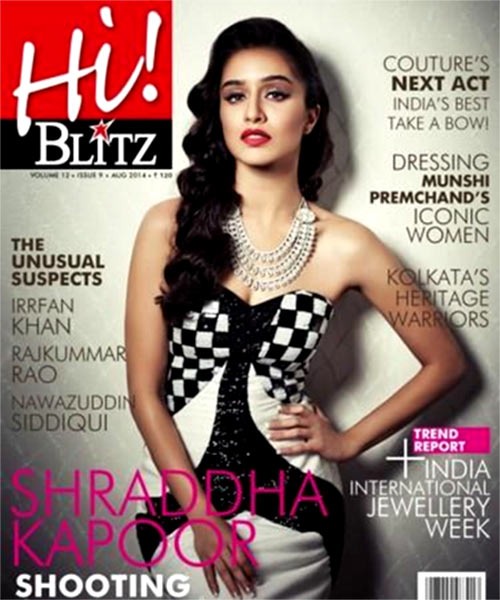 Hi!
BLITZ
VOLUME 12 • ISSUE 9 • AUG 2014 • ₹ 120
COUTURE'S
NEXT ACT
INDIA'S BEST
TAKE A BOW!
DRESSING
MUNSHI
PREMCHAND'S
ICONIC
WOMEN
KOLKATA'S
HERITAGE
WARRIORS
THE
UNUSUAL
SUSPECTS
IRRFAN
KHAN
RAJKUMMAR
RAO
NAWAZUDDIN
SIDDIQUI
TREND
REPORT
+INDIA
INTERNATIONAL
JEWELLERY
WEEK
SHRADDHA
KAPOOR
SHOOTING